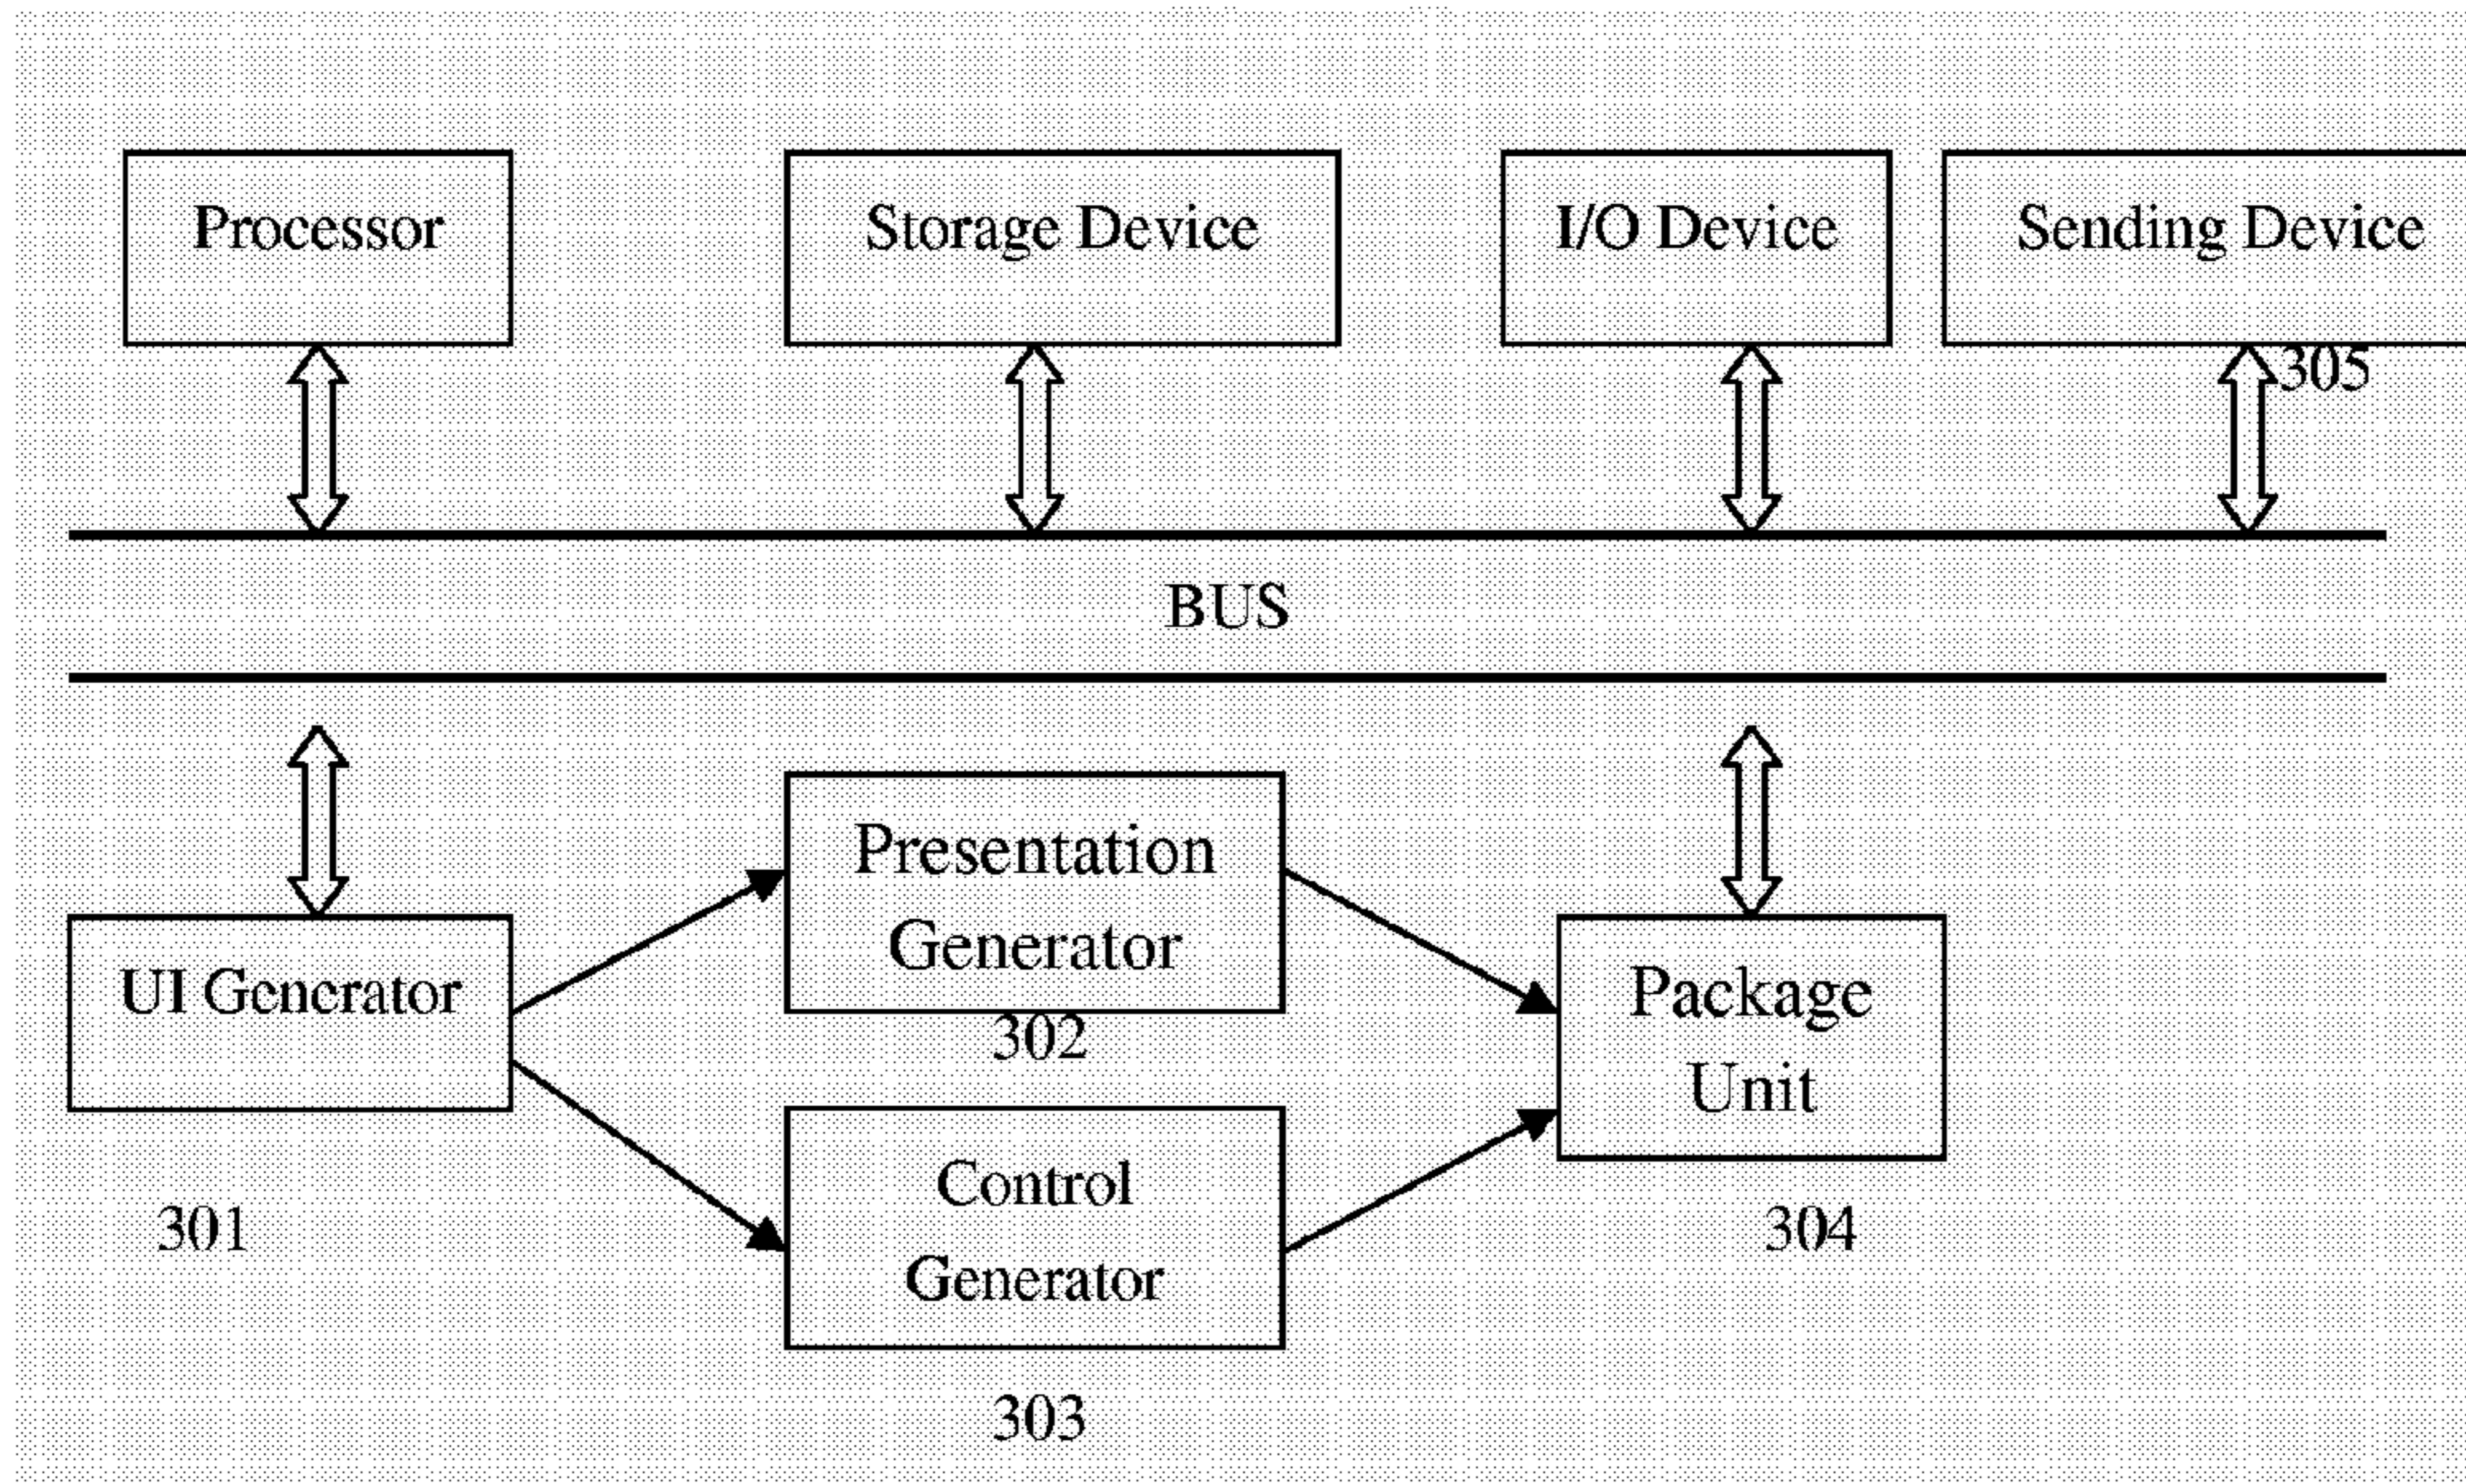 Processor
Storage Device
I/O Device
Sending Device
305
BUS
UI Generator
301
Presentation
Generator
302
Control
Generator
303
Package
Unit
304